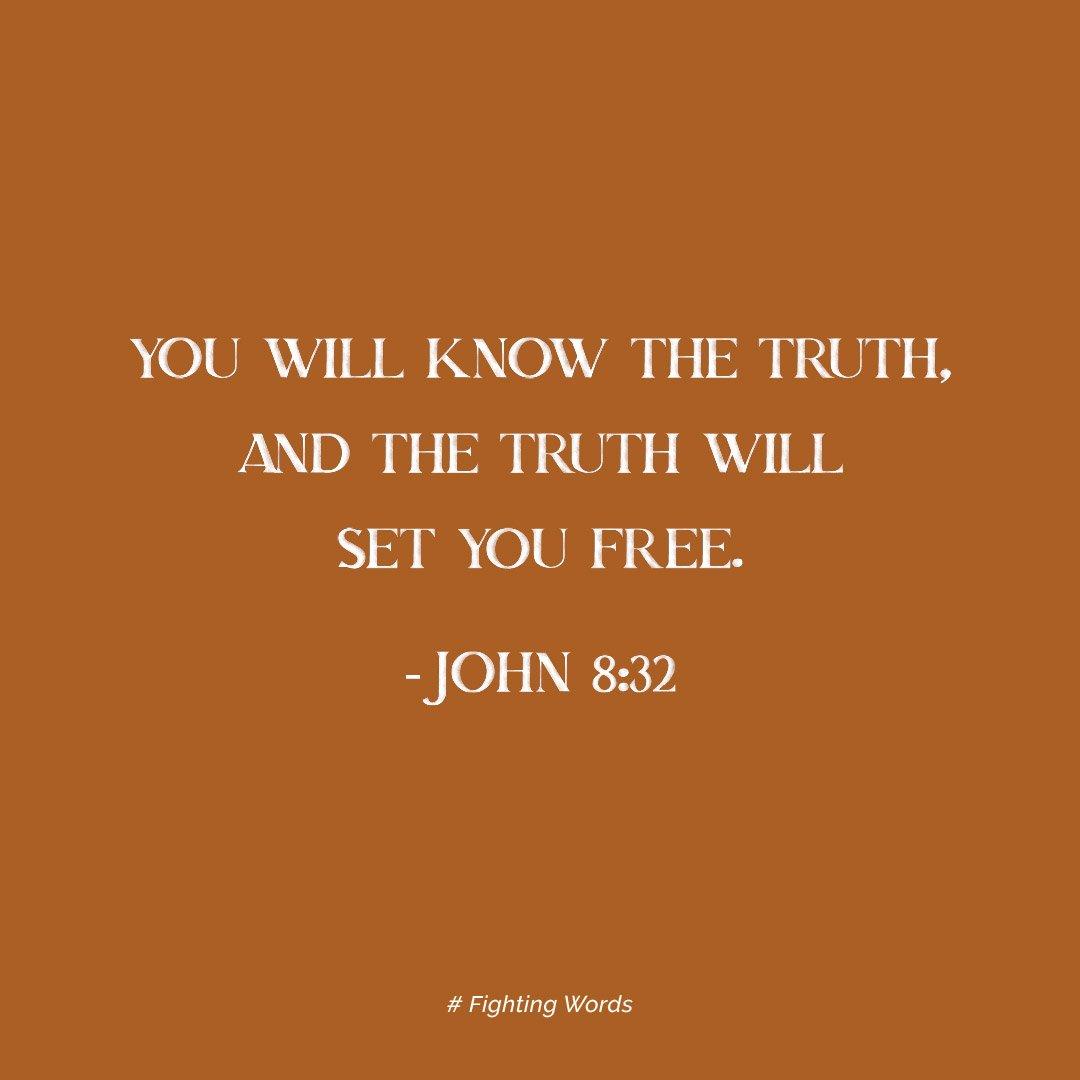 YOU WILL KNOW THE TRUTH,
AND THE TRUTH WILL
SET YOU FREE.
- JOHN 8:32
# Fighting Words